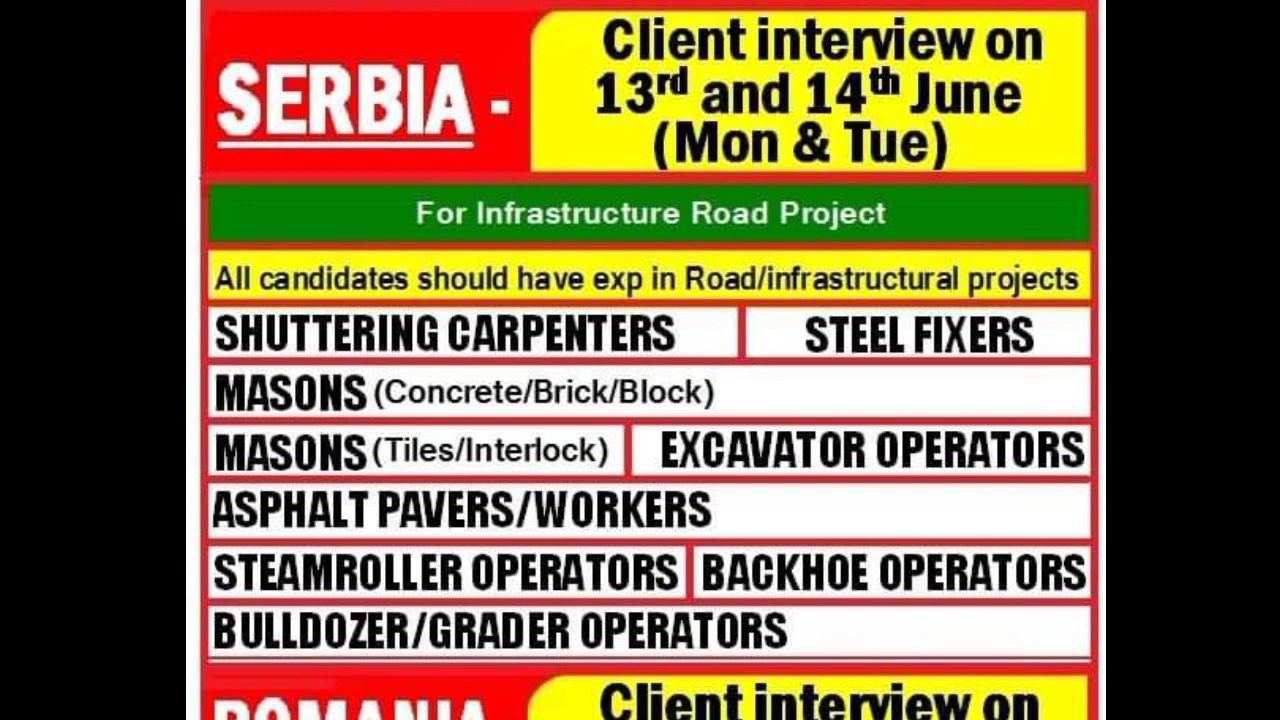 SERBIA -
Client interview on
13rd and 14th June
(Mon & Tue)
For Infrastructure Road Project
All candidates should have exp in Road/infrastructural projects
SHUTTERING CARPENTERS
STEEL FIXERS
MASONS (Concrete/Brick/Block)
MASONS (Tiles/Interlock)
EXCAVATOR OPERATORS
ASPHALT PAVERS/WORKERS
STEAMROLLER OPERATORS
BACKHOE OPERATORS
BULLDOZER/GRADER OPERATORS
ROMANIA -
Client interview on